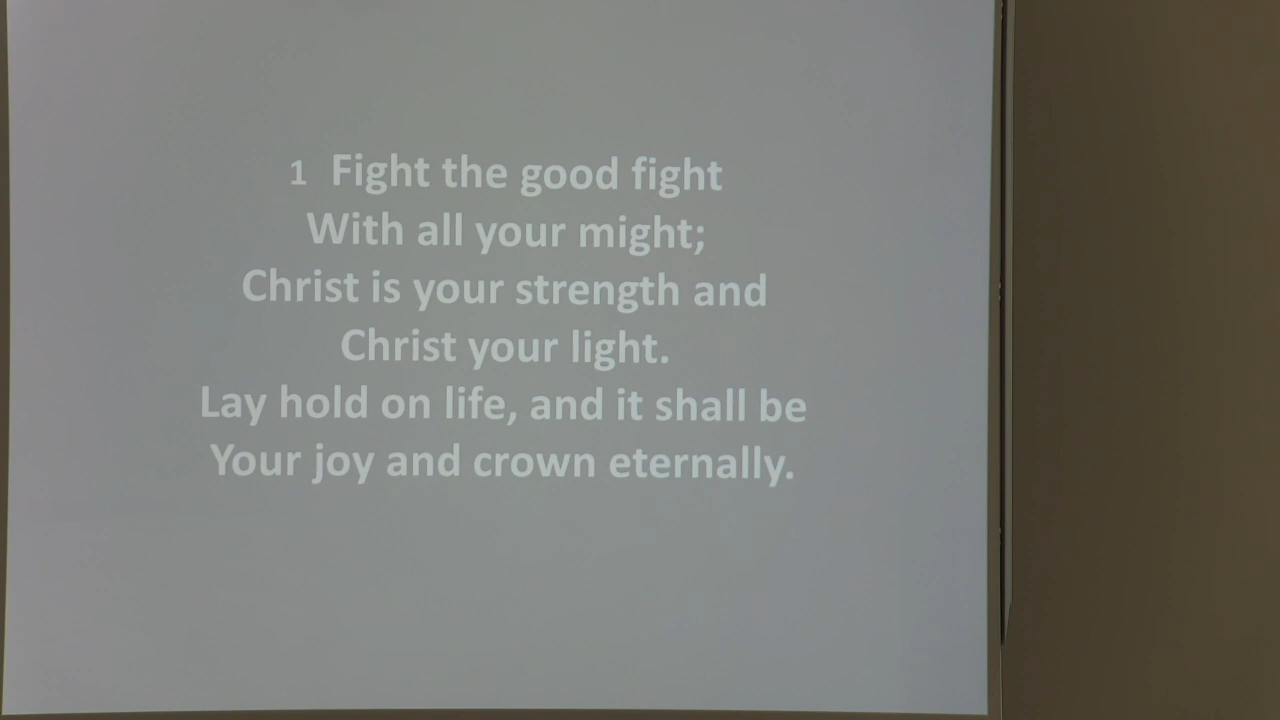 1 Fight the good fight
With all your might;
Christ is your strength and
Christ your light.
Lay hold on life, and it shall be
Your joy and crown eternally.